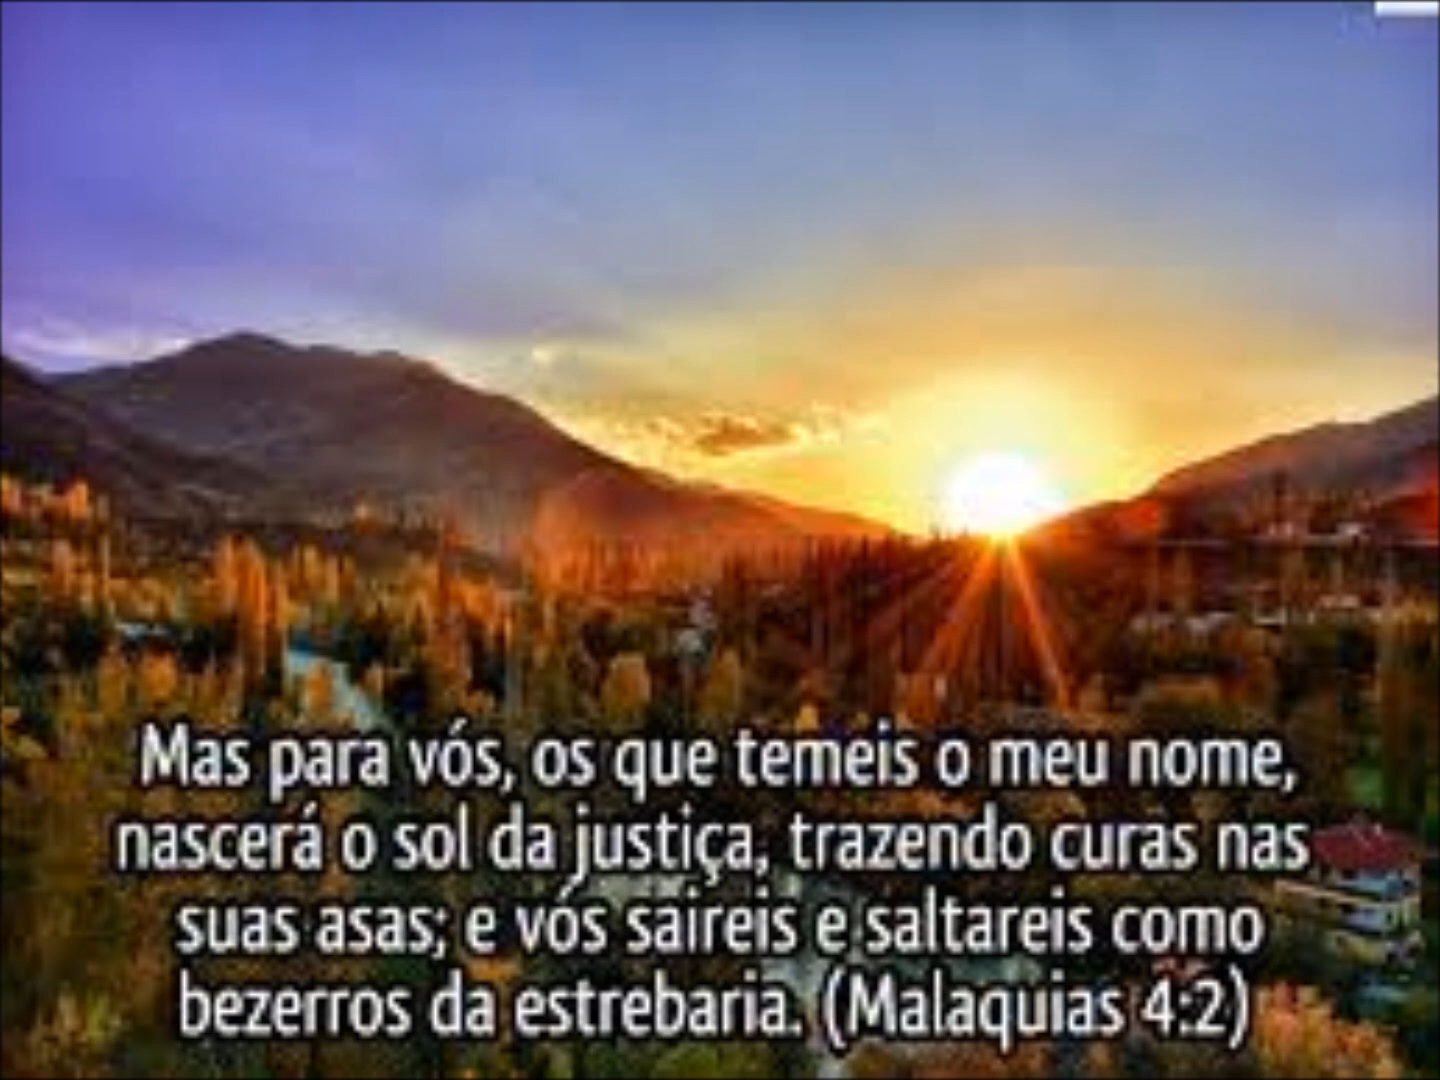 Mas para vós, os que temeis o meu nome,
nascerá o sol da justiça, trazendo curas nas
suas asas; e vós saireis e saltareis como
bezerros da estrebaria. (Malaquias 4:2)